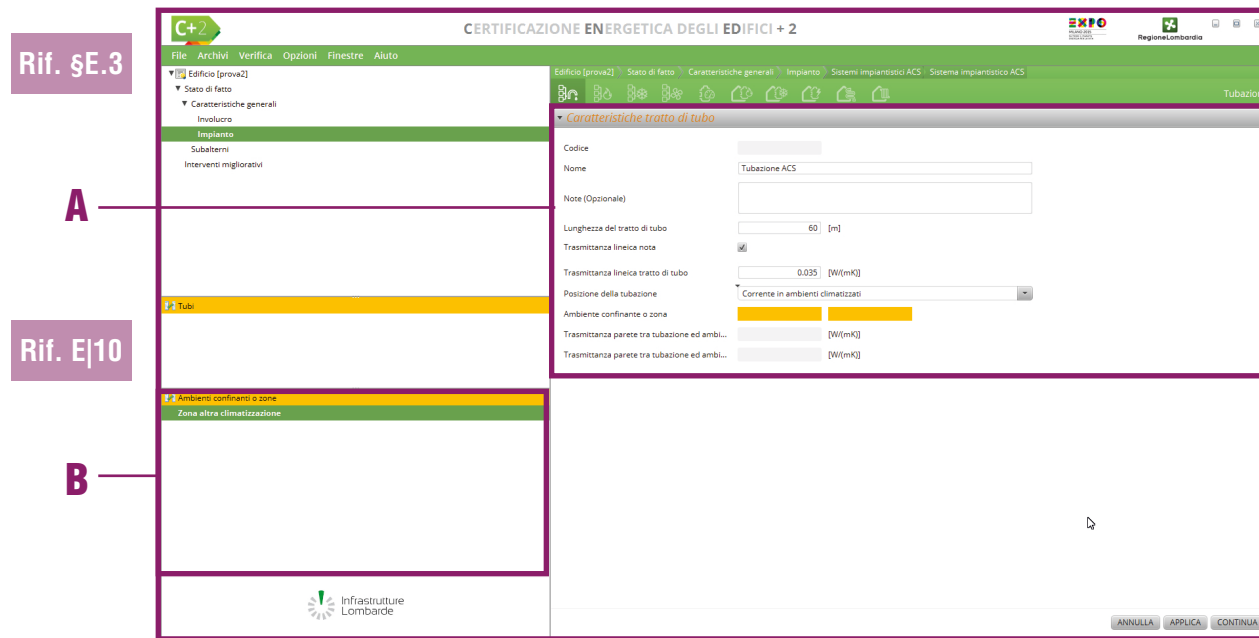 C+2
CERTIFICAZIONE ENERGETICA DEGLI EDIFICI + 2
EXPO
MILANO 2015
RegioneLombardia
Rif. §E.3
File Archivi Verifica Opzioni Finestre Aiuto
Edificio [prova2]
Stato di fatto
Caratteristiche generali
Involucro
Impianto
Subalterni
Interventi migliorativi
Edificio [prova2] Stato di fatto Caratteristiche generali Impianto Sistemi impiantistici ACS Sistema impiantistico ACS
Tubazio
Caratteristiche tratto di tubo
Codice
Nome Tubazione ACS
Note (Opzionale)
Lunghezza del tratto di tubo 60 [m]
Trasmittanza lineica nota
Trasmittanza lineica tratto di tubo 0.035 [W/(mK)]
Posizione della tubazione Corrente in ambienti climatizzati
Ambiente confinante o zona
Trasmittanza parete tra tubazione ed ambi... [W/(mK)]
Trasmittanza parete tra tubazione ed ambi... [W/(mK)]
A
Tubi
Rif. E|10
Ambienti confinanti o zone
Zona altra climatizzazione
B
Infrastrutture
Lombarde
ANNULLA APPLICA CONTINUA